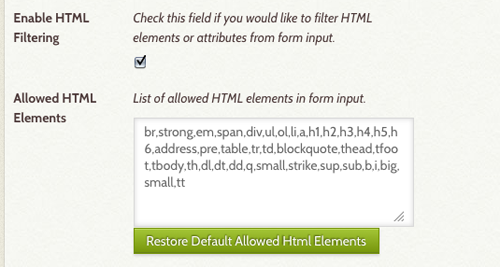 Enable HTML Filtering
Check this field if you would like to filter HTML
elements or attributes from form input.
Allowed HTML Elements
List of allowed HTML elements in form input.
br,strong,em,span,div,ul,ol,li,a,h1,h2,h3,h4,h5,h
6,address,pre,table,tr,td,blockquote,thead,tfoo
t,tbody,th,dl,dt,dd,q,small,strike,sup,sub,b,i,big,
small,tt
Restore Default Allowed Html Elements